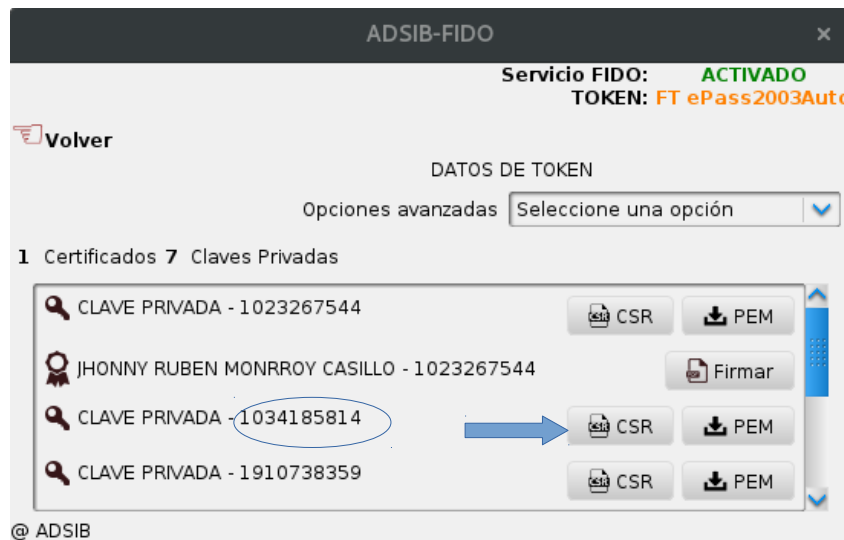 ADSIB-FIDO
Servicio FIDO: ACTIVADO
TOKEN: FT ePass2003Auto
Volver
DATOS DE TOKEN
Opciones avanzadas Seleccione una opción
1 Certificados 7 Claves Privadas
CLAVE PRIVADA - 1023267544 CSR PEM
JHONNY RUBEN MONRROY CASILLO - 1023267544 Firmar
CLAVE PRIVADA - 1034185814 CSR PEM
CLAVE PRIVADA - 1910738359 CSR PEM
@ ADSIB